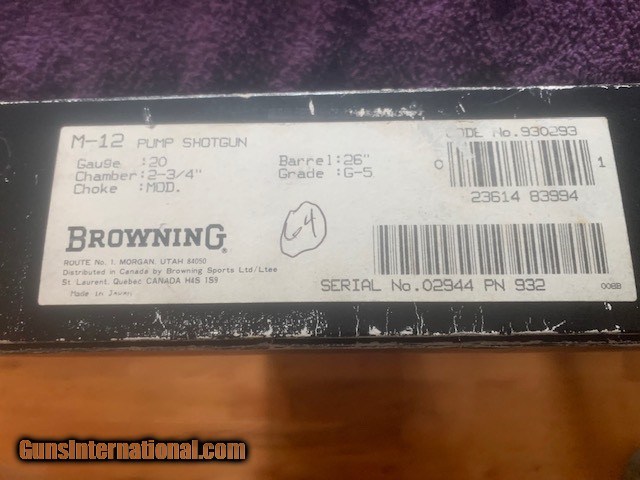 M-12 PUMP SHOTGUN
Gauge :20
Chamber:2-3/4"
Choke :MOD.
Barrel:26"
Grade :G-5
CODE No.930293
C 1
23614 83994
64
BROWNING®
ROUTE No. 1, MORGAN, UTAH 84050
Distributed in Canada by Browning Sports Ltd/Ltee
St Laurent, Quebec CANADA H4S 1S9
Made in Japan
SERIAL No.02944 PN 932
008B
GunsInternational.com